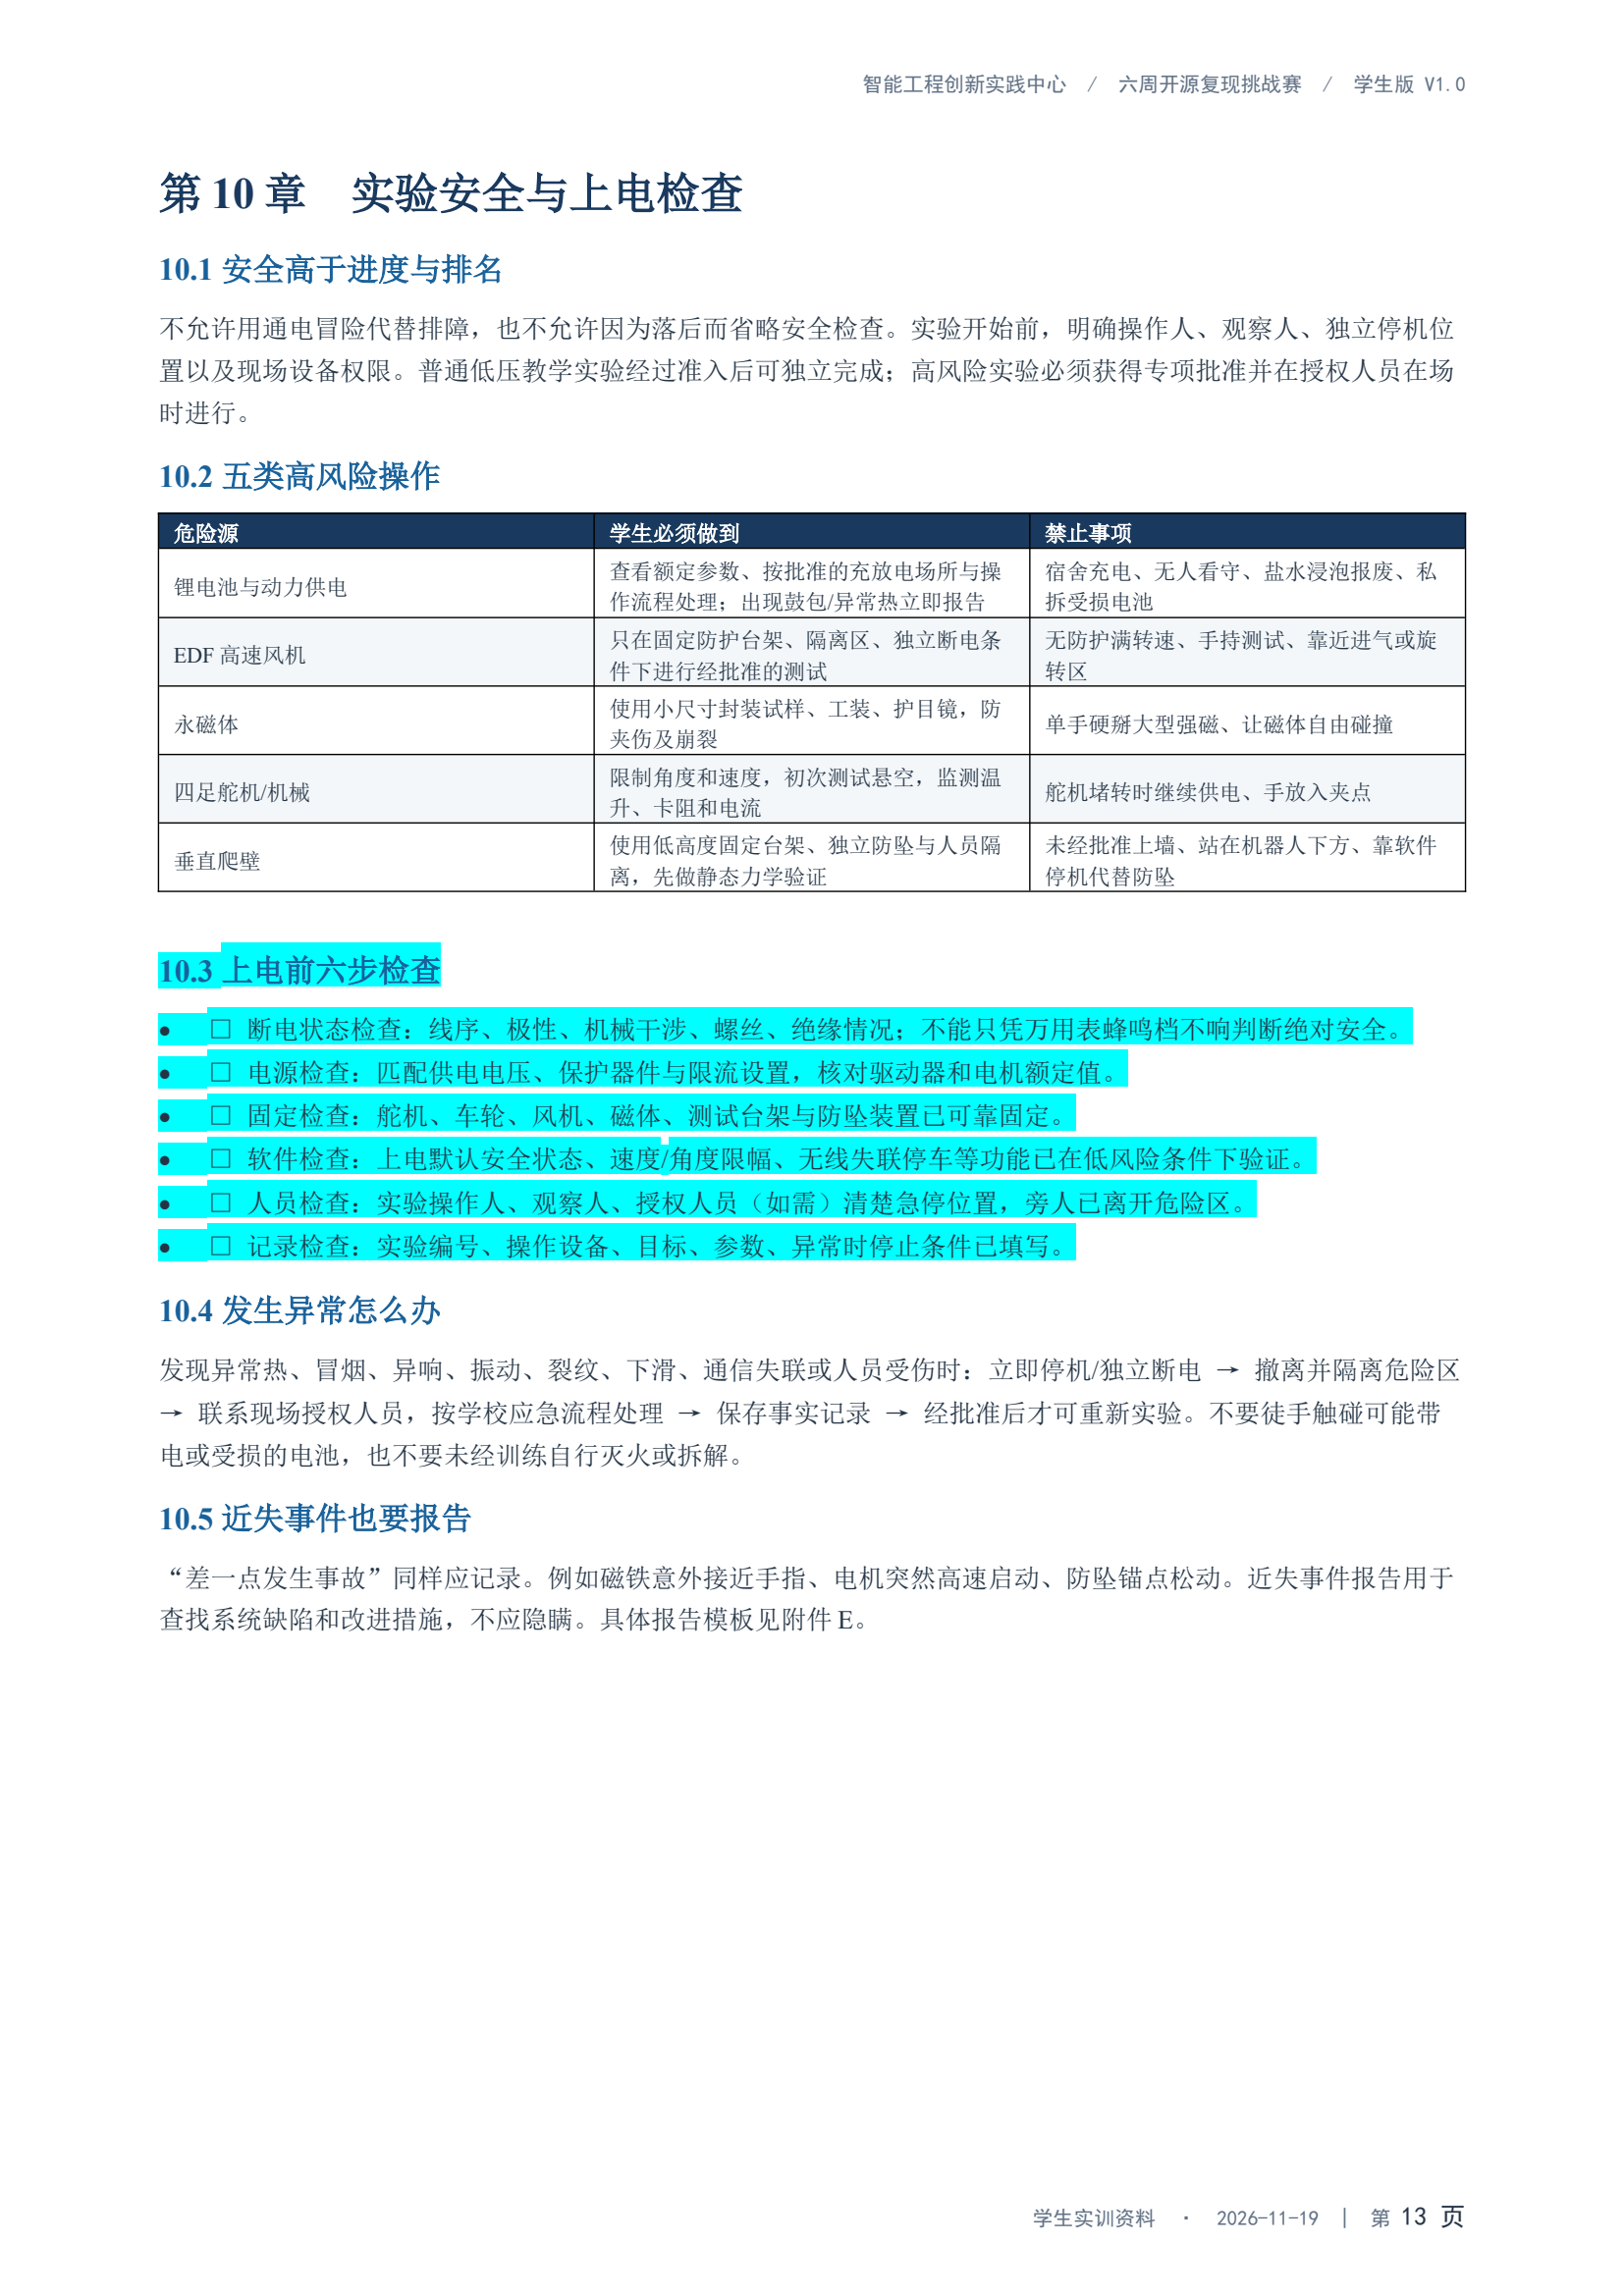 智能工程创新实践中心 / 六周开源复现挑战赛 / 学生版 V1.0
第 10 章 实验安全与上电检查
10.1 安全高于进度与排名
不允许用通电冒险代替排障，也不允许因为落后而省略安全检查。实验开始前，明确操作人、观察人、独立停机位
置以及现场设备权限。普通低压教学实验经过准入后可独立完成；高风险实验必须获得专项批准并在授权人员在场
时进行。
10.2 五类高风险操作
危险源 学生必须做到 禁止事项
锂电池与动力供电
查看额定参数、按批准的充放电场所与操
作流程处理；出现鼓包/异常热立即报告
宿舍充电、无人看守、盐水浸泡报废、私
拆受损电池
EDF 高速风机
只在固定防护台架、隔离区、独立断电条
件下进行经批准的测试
无防护满转速、手持测试、靠近进气或旋
转区
永磁体
使用小尺寸封装试样、工装、护目镜，防
夹伤及崩裂
单手硬掰大型强磁、让磁体自由碰撞
四足舵机/机械
限制角度和速度，初次测试悬空，监测温
升、卡阻和电流
舵机堵转时继续供电、手放入夹点
垂直爬壁
使用低高度固定台架、独立防坠与人员隔
离，先做静态力学验证
未经批准上墙、站在机器人下方、靠软件
停机代替防坠
10.3 上电前六步检查
• □ 断电状态检查：线序、极性、机械干涉、螺丝、绝缘情况；不能只凭万用表蜂鸣档不响判断绝对安全。
• □ 电源检查：匹配供电电压、保护器件与限流设置，核对驱动器和电机额定值。
• □ 固定检查：舵机、车轮、风机、磁体、测试台架与防坠装置已可靠固定。
• □ 软件检查：上电默认安全状态、速度/角度限幅、无线失联停车等功能已在低风险条件下验证。
• □ 人员检查：实验操作人、观察人、授权人员（如需）清楚急停位置，旁人已离开危险区。
• □ 记录检查：实验编号、操作设备、目标、参数、异常时停止条件已填写。
10.4 发生异常怎么办
发现异常热、冒烟、异响、振动、裂纹、下滑、通信失联或人员受伤时：立即停机/独立断电 → 撤离并隔离危险区
→ 联系现场授权人员，按学校应急流程处理 → 保存事实记录 → 经批准后才可重新实验。不要徒手触碰可能带
电或受损的电池，也不要未经训练自行灭火或拆解。
10.5 近失事件也要报告
“差一点发生事故”同样应记录。例如磁铁意外接近手指、电机突然高速启动、防坠锚点松动。近失事件报告用于
查找系统缺陷和改进措施，不应隐瞒。具体报告模板见附件 E。
学生实训资料 · 2026-11-19 | 第 13 页